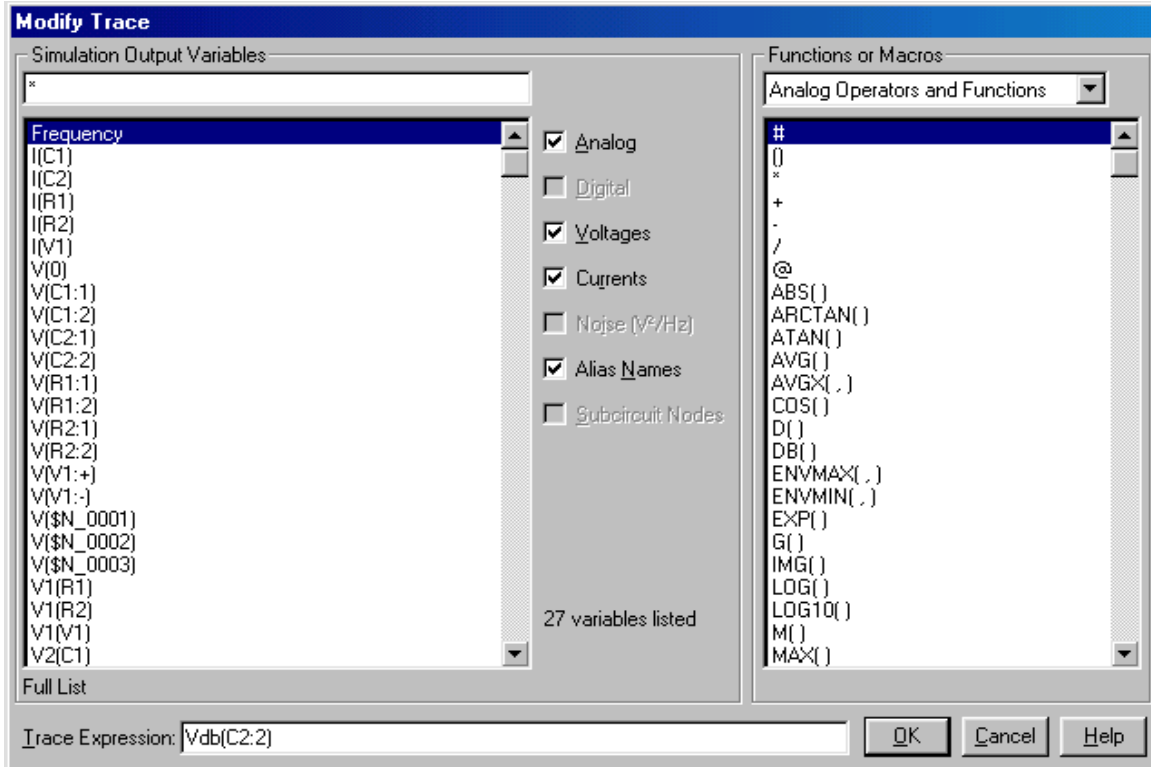 Modify Trace
Simulation Output Variables
*
Frequency
I(C1)
I(C2)
I(R1)
I(R2)
I(V1)
V(0)
V(C1:1)
V(C1:2)
V(C2:1)
V(C2:2)
V(R1:1)
V(R1:2)
V(R2:1)
V(R2:2)
V(V1:+)
V(V1:-)
V($N_0001)
V($N_0002)
V($N_0003)
V1(R1)
V1(R2)
V1(V1)
V2(C1)
Full List
Analog
Digital
Voltages
Currents
Noise (V²/Hz)
Alias Names
Subcircuit Nodes
27 variables listed
Functions or Macros
Analog Operators and Functions
#
()
*
+
-
/
@
ABS( )
ARCTAN( )
ATAN( )
AVG( )
AVGX( , )
COS( )
D( )
DB( )
ENVMAX( , )
ENVMIN( , )
EXP( )
G( )
IMG( )
LOG( )
LOG10( )
M( )
MAX( )
Trace Expression: Vdb(C2:2)
OK
Cancel
Help